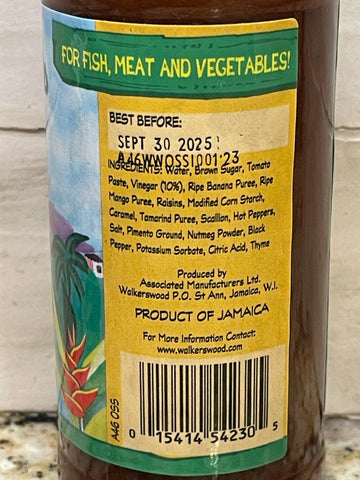 FOR FISH, MEAT AND VEGETABLES!
BEST BEFORE:
SEPT 30 2025
A46WWOSSI00123
INGREDIENTS: Water, Brown Sugar, Tomato
Paste, Vinegar (10%), Ripe Banana Puree, Ripe
Mango Puree, Raisins, Modified Corn Starch,
Caramel, Tamarind Puree, Scallion, Hot Peppers,
Salt, Pimento Ground, Nutmeg Powder, Black
Pepper, Potassium Sorbate, Citric Acid, Thyme
Produced by
Associated Manufacturers Ltd.
Walkerswood P.O. St Ann, Jamaica, W.I.
PRODUCT OF JAMAICA
For More Information Contact:
www.walkerswood.com
A46 OSS
0 15414 54230 5